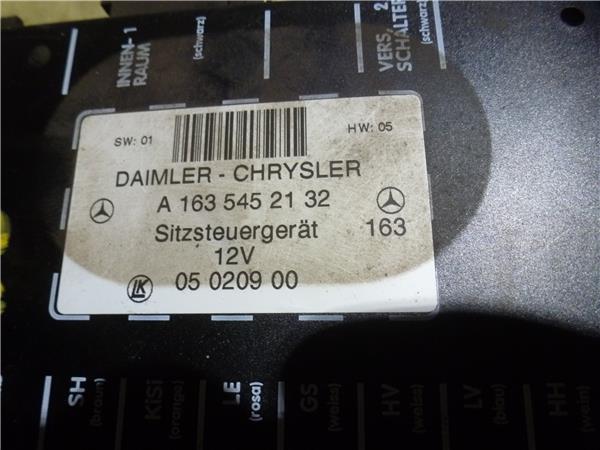 INNEN- 1
RAUM
(schwarz)
VERS, 2
SCHALTER
(schwarz)
SW: 01
HW: 05
DAIMLER - CHRYSLER
A 163 545 21 32
Sitzsteuergerät 163
12V
LK 05 0209 00
SH
(braun)
KiSi
(orange)
LE
(rosa)
GS
(weiss)
HV
(weiss)
LV
(blau)
HH